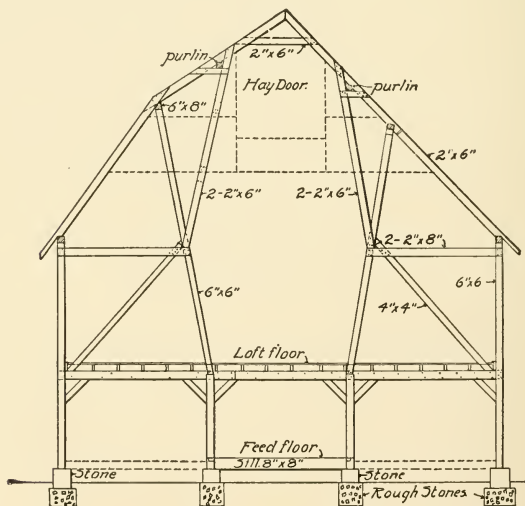 2"x6"
purlin
Hay Door.
purlin
6"x8"
2"x6"
2-2"x6"
2-2"x6"
2-2"x8"
6"x6"
6"x6
4"x4"
Loft floor
Feed floor
Sill.8"x8"
Stone
Stone
Rough Stones